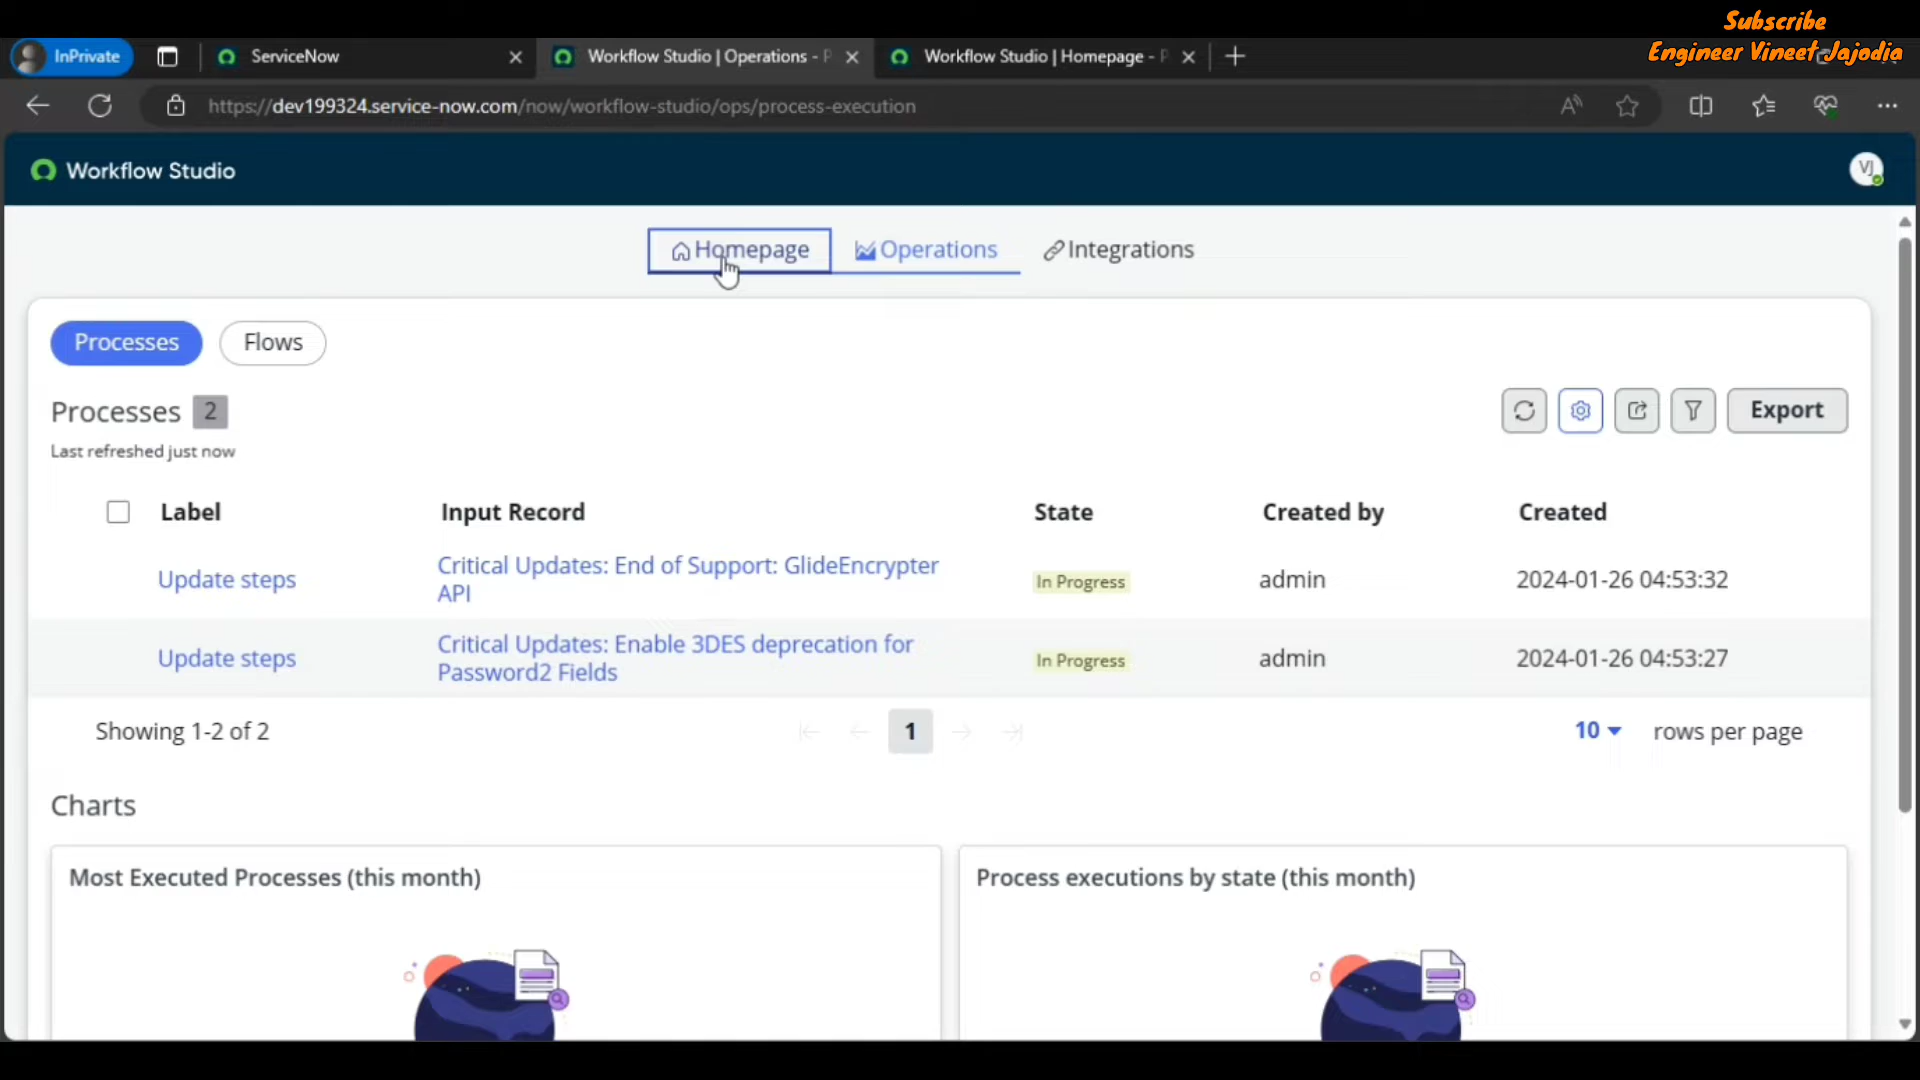 Subscribe
Engineer Vineet Jajodia
InPrivate
ServiceNow
Workflow Studio | Operations - P
Workflow Studio | Homepage - P
https://dev199324.service-now.com/now/workflow-studio/ops/process-execution
Workflow Studio
VJ
Homepage
Operations
Integrations
Processes
Flows
Processes 2
Export
Last refreshed just now
Label Input Record State Created by Created
Update steps
Critical Updates: End of Support: GlideEncrypter
API
In Progress
admin
2024-01-26 04:53:32
Update steps
Critical Updates: Enable 3DES deprecation for
Password2 Fields
In Progress
admin
2024-01-26 04:53:27
Showing 1-2 of 2
1
10
rows per page
Charts
Most Executed Processes (this month)
Process executions by state (this month)